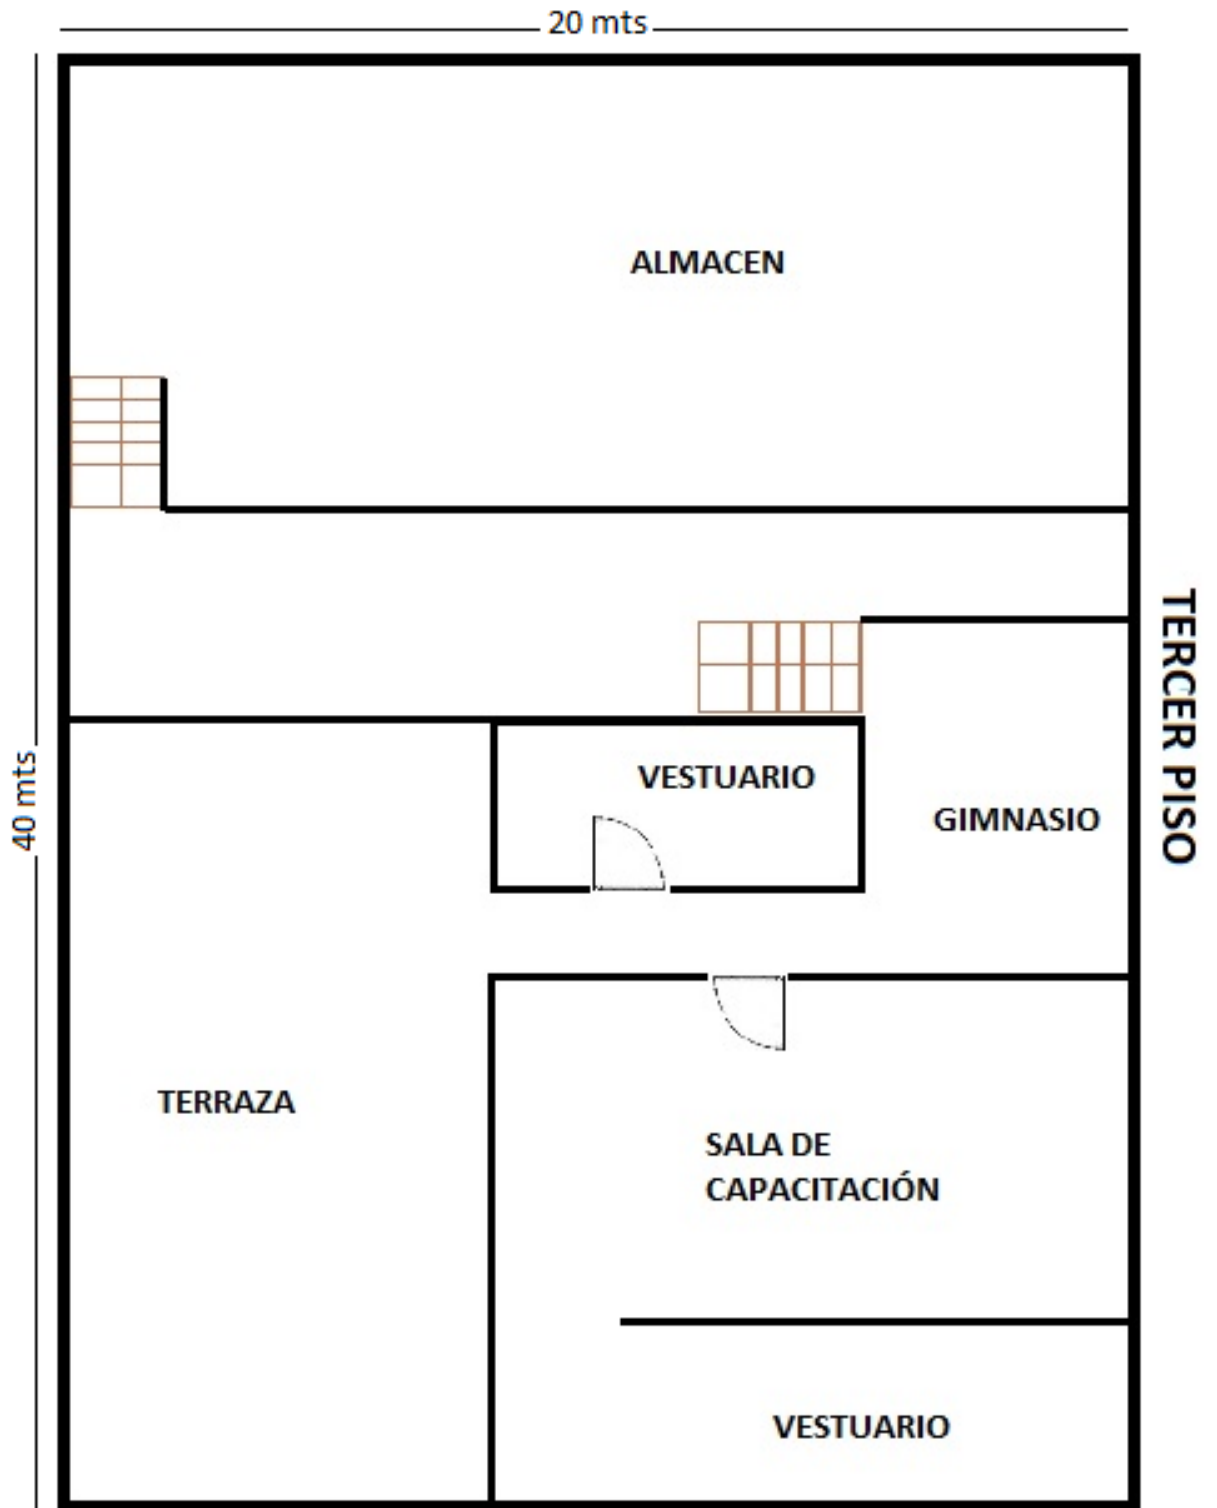 20 mts
ALMACEN
TERCER PISO
40 mts
VESTUARIO
GIMNASIO
TERRAZA
SALA DE
CAPACITACIÓN
VESTUARIO